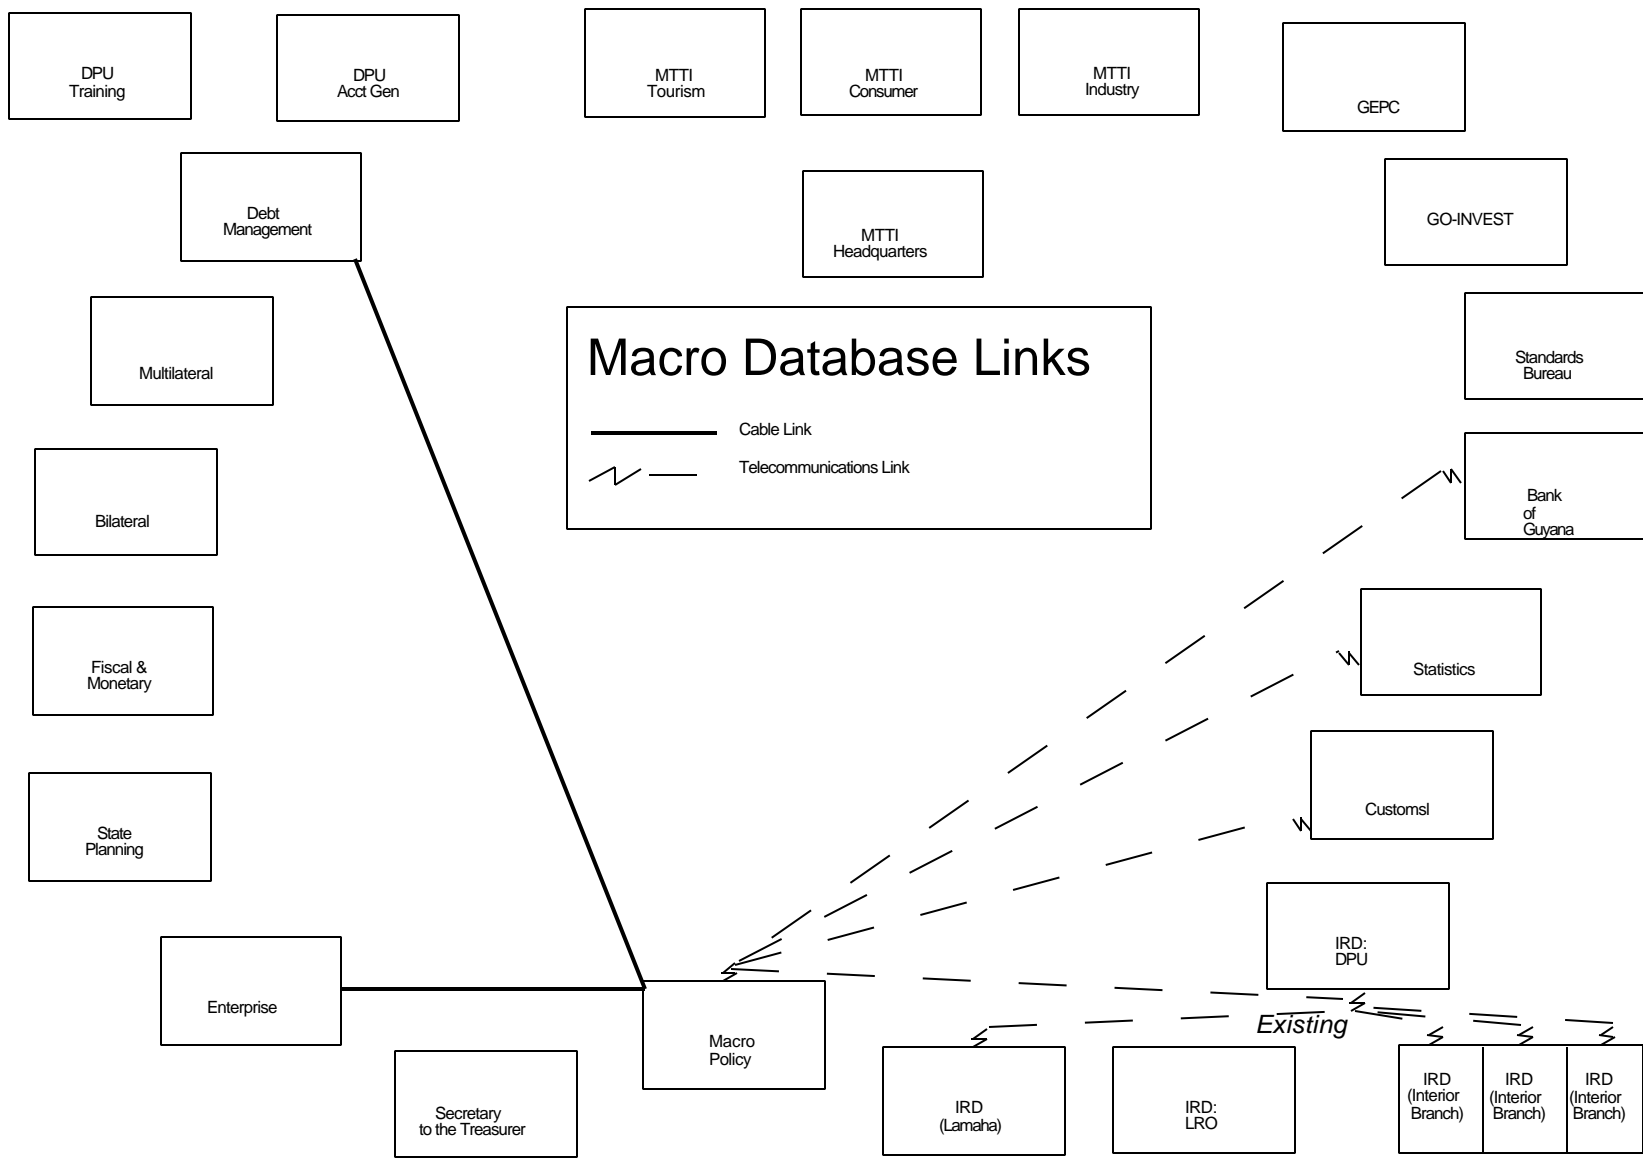 DPU
Training
DPU
Acct Gen
MTTI
Tourism
MTTI
Consumer
MTTI
Industry
GEPC
Debt
Management
MTTI
Headquarters
GO-INVEST
Multilateral
Macro Database Links
Cable Link
Telecommunications Link
Standards
Bureau
Bilateral
Bank
of
Guyana
Fiscal &
Monetary
Statistics
State
Planning
Customsl
Enterprise
IRD:
DPU
Existing
Macro
Policy
Secretary
to the Treasurer
IRD
(Lamaha)
IRD:
LRO
IRD
(Interior
Branch)
IRD
(Interior
Branch)
IRD
(Interior
Branch)